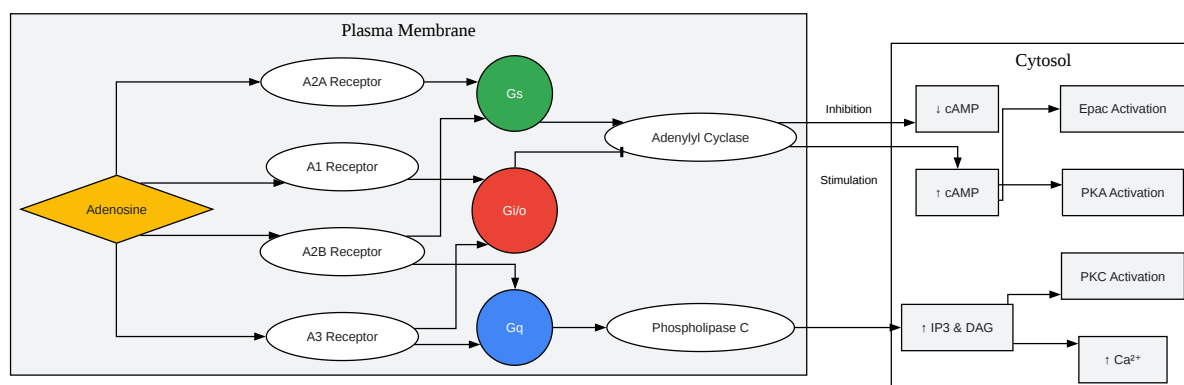 Plasma Membrane
Cytosol
A2A Receptor
Gs
Inhibition
↓ cAMP
Epac Activation
Adenylyl Cyclase
A1 Receptor
Stimulation
↑ cAMP
PKA Activation
Adenosine
Gi/o
A2B Receptor
PKC Activation
A3 Receptor
Gq
Phospholipase C
↑ IP3 & DAG
↑ Ca²⁺